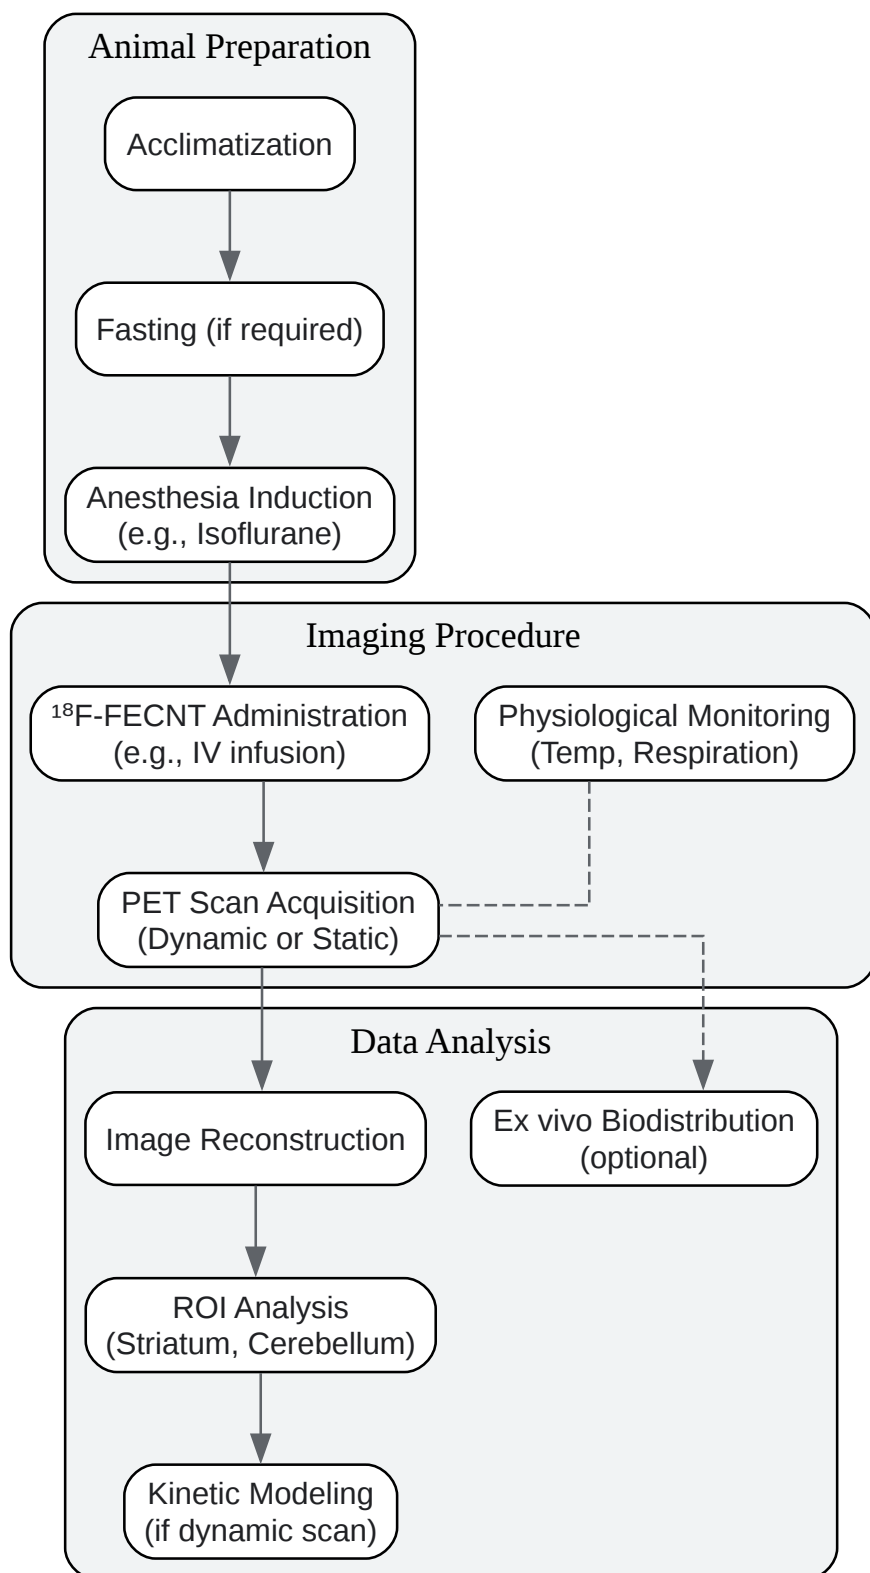 Animal Preparation
Acclimatization
Fasting (if required)
Anesthesia Induction
(e.g., Isoflurane)
Imaging Procedure
¹⁸F-FECNT Administration
(e.g., IV infusion)
Physiological Monitoring
(Temp, Respiration)
PET Scan Acquisition
(Dynamic or Static)
Data Analysis
Image Reconstruction
Ex vivo Biodistribution
(optional)
ROI Analysis
(Striatum, Cerebellum)
Kinetic Modeling
(if dynamic scan)